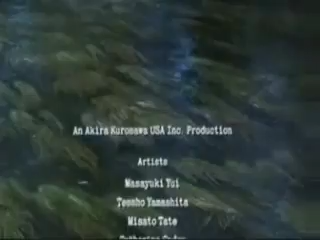 An Akira Kurosawa USA Inc. Production
Artists
Masayuki Yui
Tessho Yamashita
Misato Tate